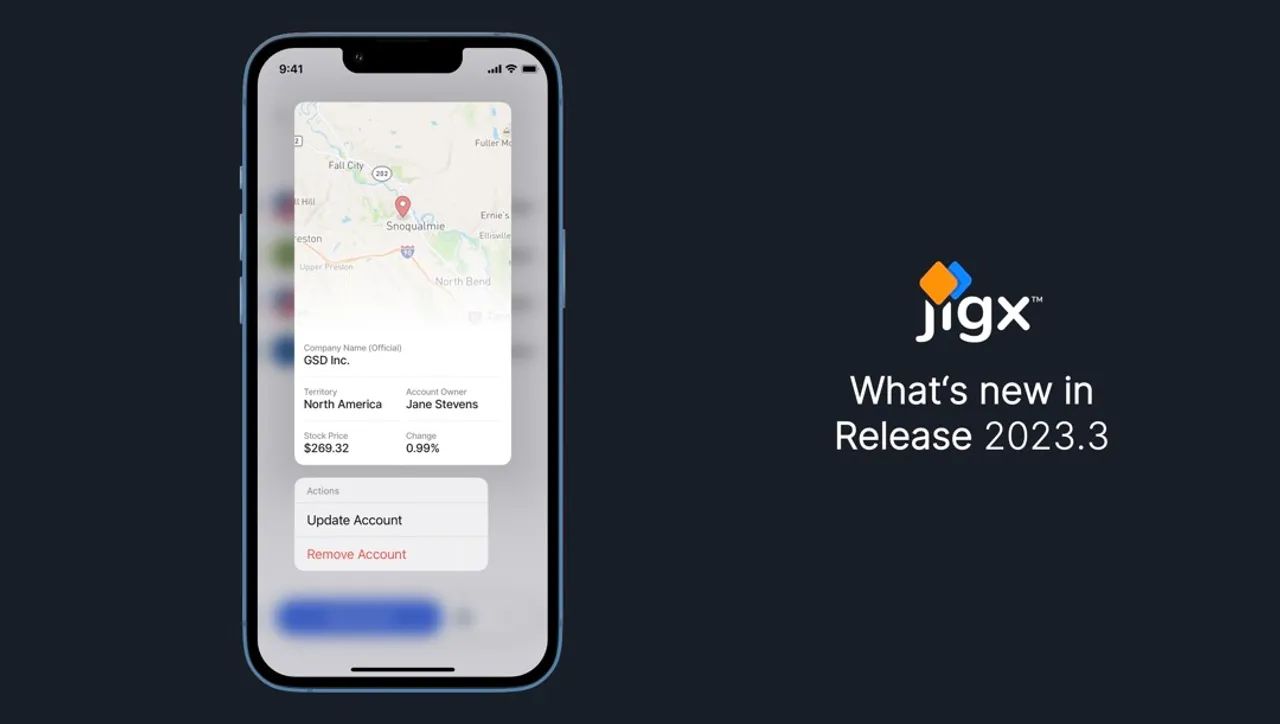 9:41
2
Fuller Mo
Fall City
202
ll Hill
Snoqualmie
Ernie's
Ellisville
reston
90
Upper Preston
North Bend
Company Name (Official)
GSD Inc.
Territory
Account Owner
North America
Jane Stevens
Stock Price
Change
$269.32
0.99%
Actions
Update Account
Remove Account
jigx™
What‘s new in
Release 2023.3